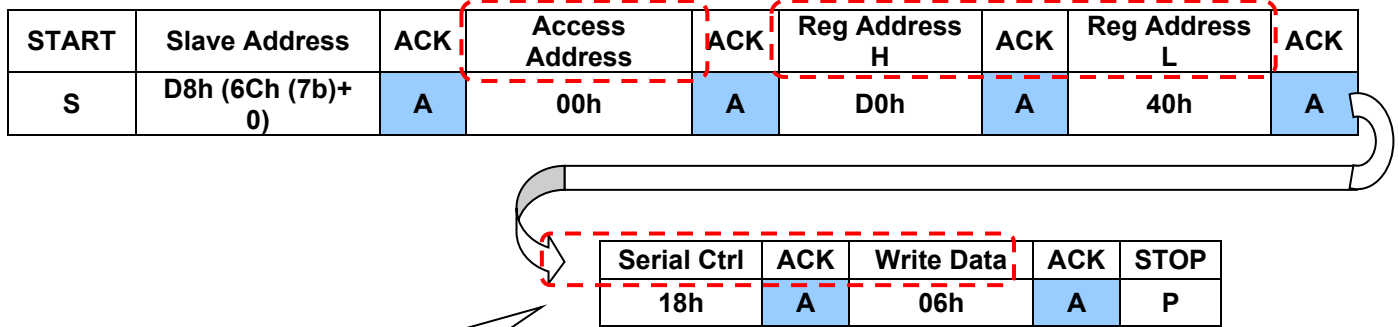 START Slave Address ACK Access Address ACK Reg Address H ACK Reg Address L ACK
S D8h (6Ch (7b)+ 0) A 00h A D0h A 40h A
Serial Ctrl ACK Write Data ACK STOP
18h A 06h A P